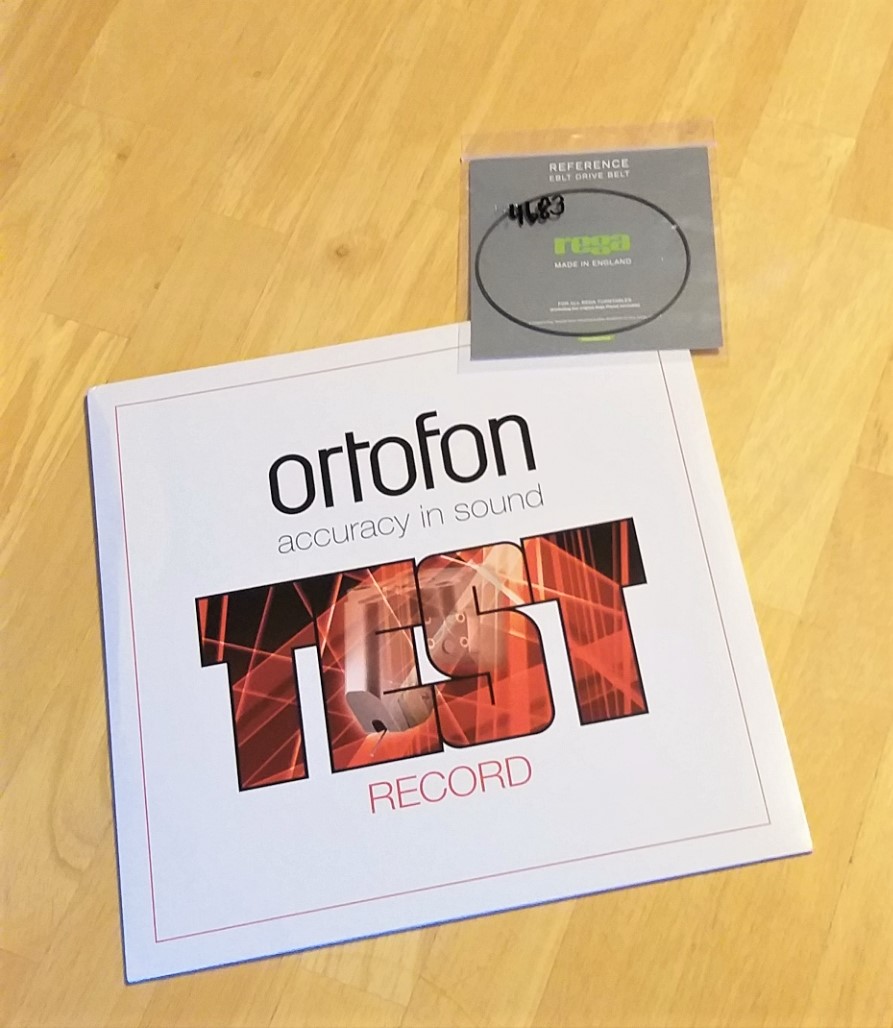 REFERENCE
EBLT DRIVE BELT
4683
rega
MADE IN ENGLAND
FOR ALL REGA TURNTABLES
ortofon
accuracy in sound
TEST
RECORD